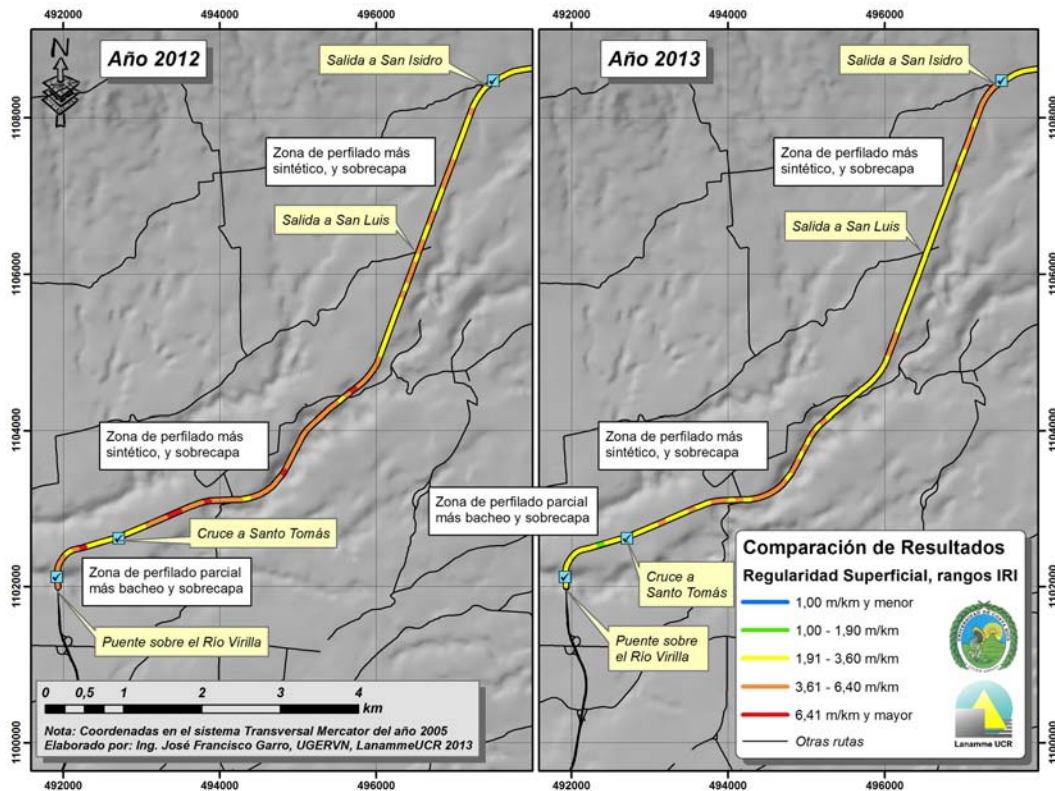 492000 494000 496000 492000 494000 496000
N
Año 2012
Salida a San Isidro
Año 2013
Salida a San Isidro
1108000
1108000
Zona de perfilado más
sintético, y sobrecapa
Zona de perfilado más
sintético, y sobrecapa
Salida a San Luis
Salida a San Luis
1106000
1106000
1104000
1104000
Zona de perfilado más
sintético, y sobrecapa
Zona de perfilado más
sintético, y sobrecapa
Zona de perfilado parcial
más bacheo y sobrecapa
Cruce a Santo Tomás
Zona de perfilado parcial
más bacheo y sobrecapa
Cruce a
Santo Tomás
1102000
1102000
Puente sobre el Río Virilla
Puente sobre
el Río Virilla
0 0,5 1 2 3 4
km
Nota: Coordenadas en el sistema Transversal Mercator del año 2005
Elaborado por: Ing. José Francisco Garro, UGERVN, LanammeUCR 2013
1100000
1100000
Comparación de Resultados
Regularidad Superficial, rangos IRI
1,00 m/km y menor
1,00 - 1,90 m/km
1,91 - 3,60 m/km
3,61 - 6,40 m/km
6,41 m/km y mayor
Otras rutas
Lanamme UCR
492000 494000 496000 492000 494000 496000